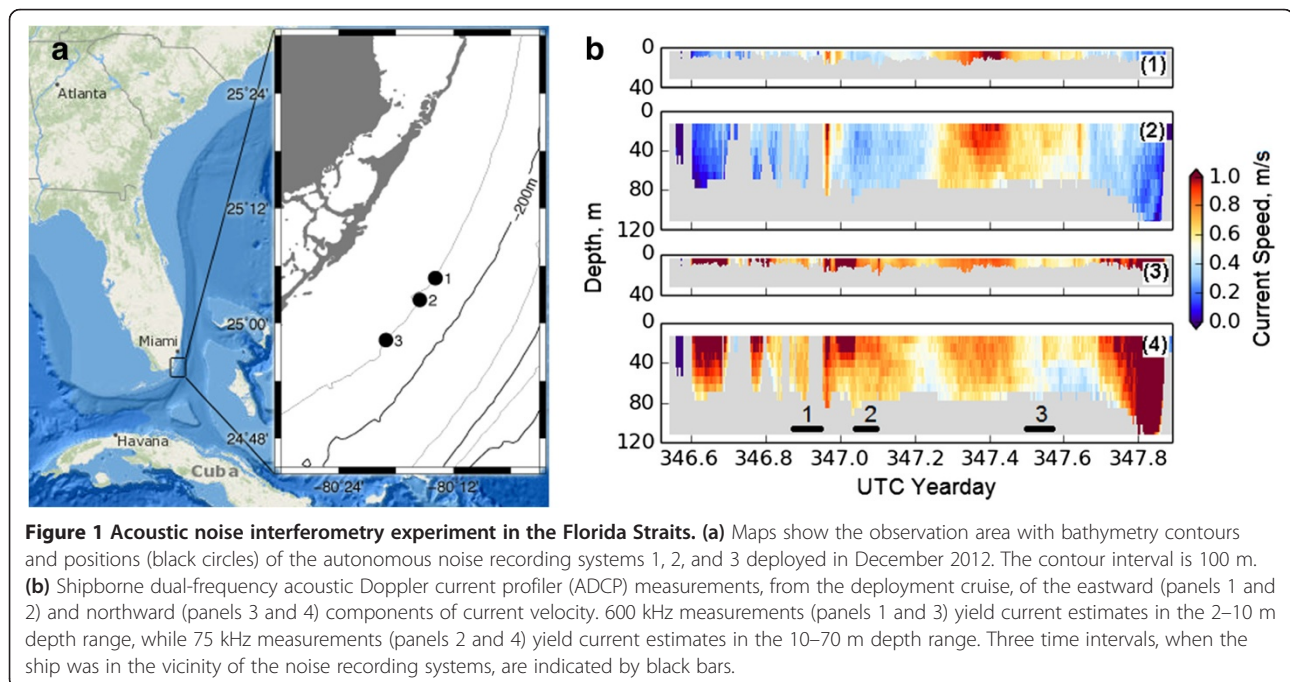 a
Atlanta
Miami
Havana
Cuba
25°24'
25°12'
25°00'
24°48'
−80°24'
−80°12'
−200m
1
2
3
b
0
40
(1)
0
40
80
120
(2)
0
40
(3)
0
40
80
120
(4)
1
2
3
Depth, m
346.6
346.8
347.0
347.2
347.4
347.6
347.8
UTC Yearday
1.0
0.8
0.6
0.4
0.2
0.0
Current Speed, m/s
Figure 1 Acoustic noise interferometry experiment in the Florida Straits. (a) Maps show the observation area with bathymetry contours
and positions (black circles) of the autonomous noise recording systems 1, 2, and 3 deployed in December 2012. The contour interval is 100 m.
(b) Shipborne dual-frequency acoustic Doppler current profiler (ADCP) measurements, from the deployment cruise, of the eastward (panels 1 and
2) and northward (panels 3 and 4) components of current velocity. 600 kHz measurements (panels 1 and 3) yield current estimates in the 2–10 m
depth range, while 75 kHz measurements (panels 2 and 4) yield current estimates in the 10–70 m depth range. Three time intervals, when the
ship was in the vicinity of the noise recording systems, are indicated by black bars.